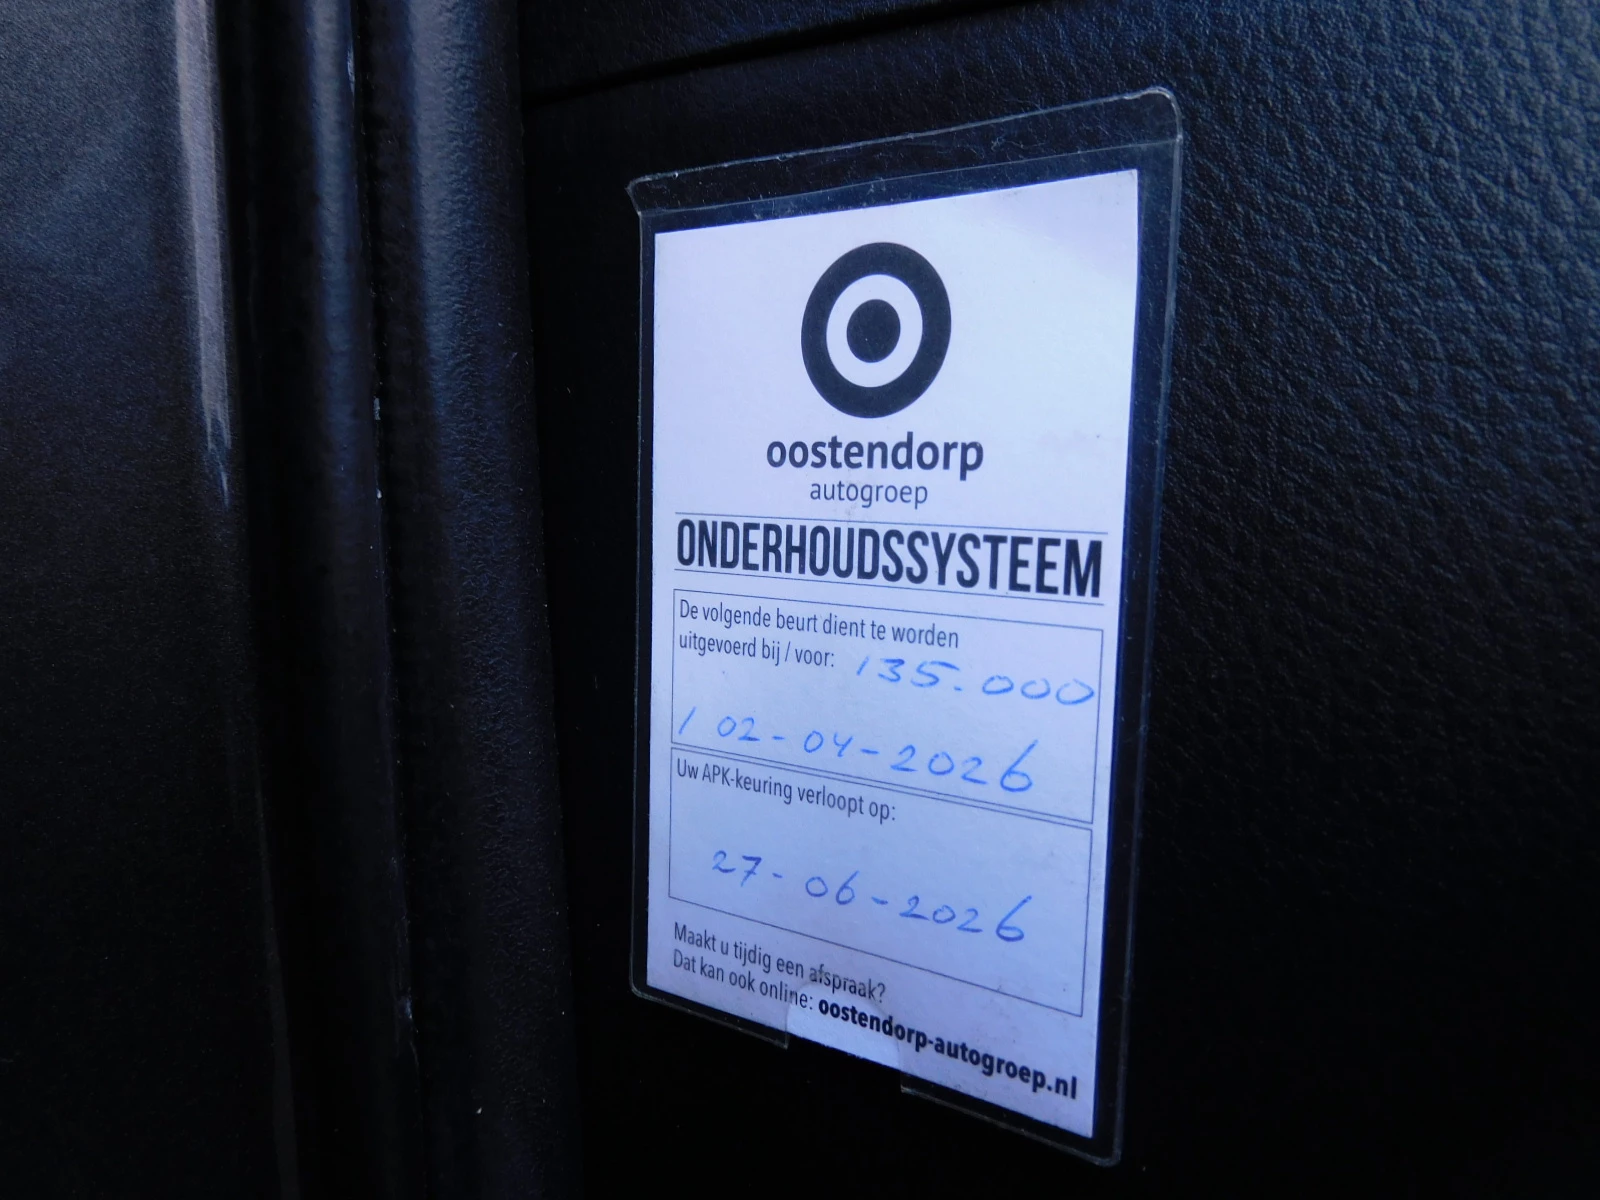 oostendorp
autogroep
ONDERHOUDSSYSTEEM
De volgende beurt dient te worden
uitgevoerd bij / voor: 135.000
/ 02-04-2026
Uw APK-keuring verloopt op:
27-06-2026
Maakt u tijdig een afspraak?
Dat kan ook online: oostendorp-autogroep.nl